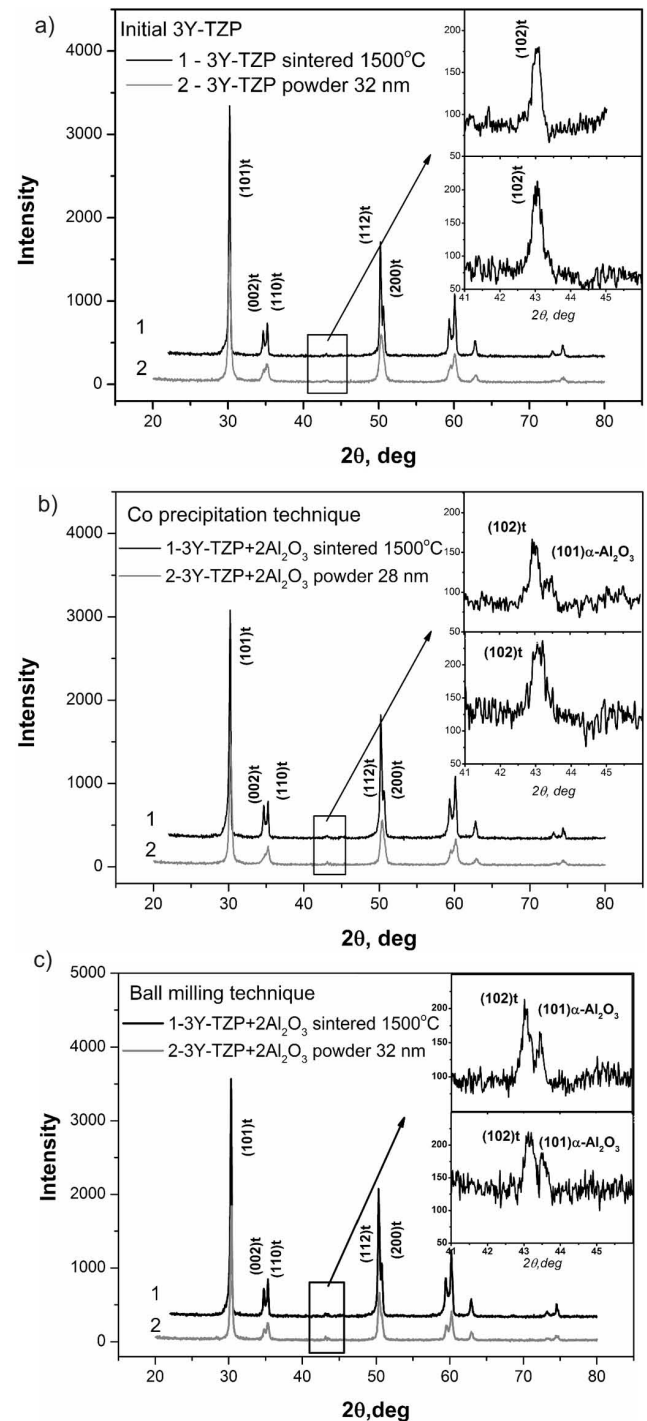 a)
Initial 3Y-TZP
1 - 3Y-TZP sintered 1500°C
2 - 3Y-TZP powder 32 nm
4000
3000
2000
1000
0
Intensity
(101)t
(002)t
(110)t
(112)t
(200)t
1
2
20 30 40 50 60 70 80
2θ, deg
200
150
100
50
(102)t
200
150
100
50
(102)t
41 42 43 44 45
2θ, deg
b)
Co precipitation technique
1-3Y-TZP+2Al₂O₃ sintered 1500°C
2-3Y-TZP+2Al₂O₃ powder 28 nm
4000
3000
2000
1000
0
Intensity
(101)t
(002)t
(110)t
(112)t
(200)t
1
2
20 30 40 50 60 70 80
2θ, deg
200
150
100
50
(102)t
(101)α-Al₂O₃
200
150
100
50
(102)t
41 42 43 44 45
2θ, deg
c)
Ball milling technique
1-3Y-TZP+2Al₂O₃ sintered 1500°C
2-3Y-TZP+2Al₂O₃ powder 32 nm
5000
4000
3000
2000
1000
0
Intensity
(101)t
(002)t
(110)t
(112)t
(200)t
1
2
20 30 40 50 60 70 80
2θ,deg
250
200
150
100
(102)t
(101)α-Al₂O₃
250
200
150
100
50
(102)t
(101)α-Al₂O₃
41 42 43 44 45
2θ,deg